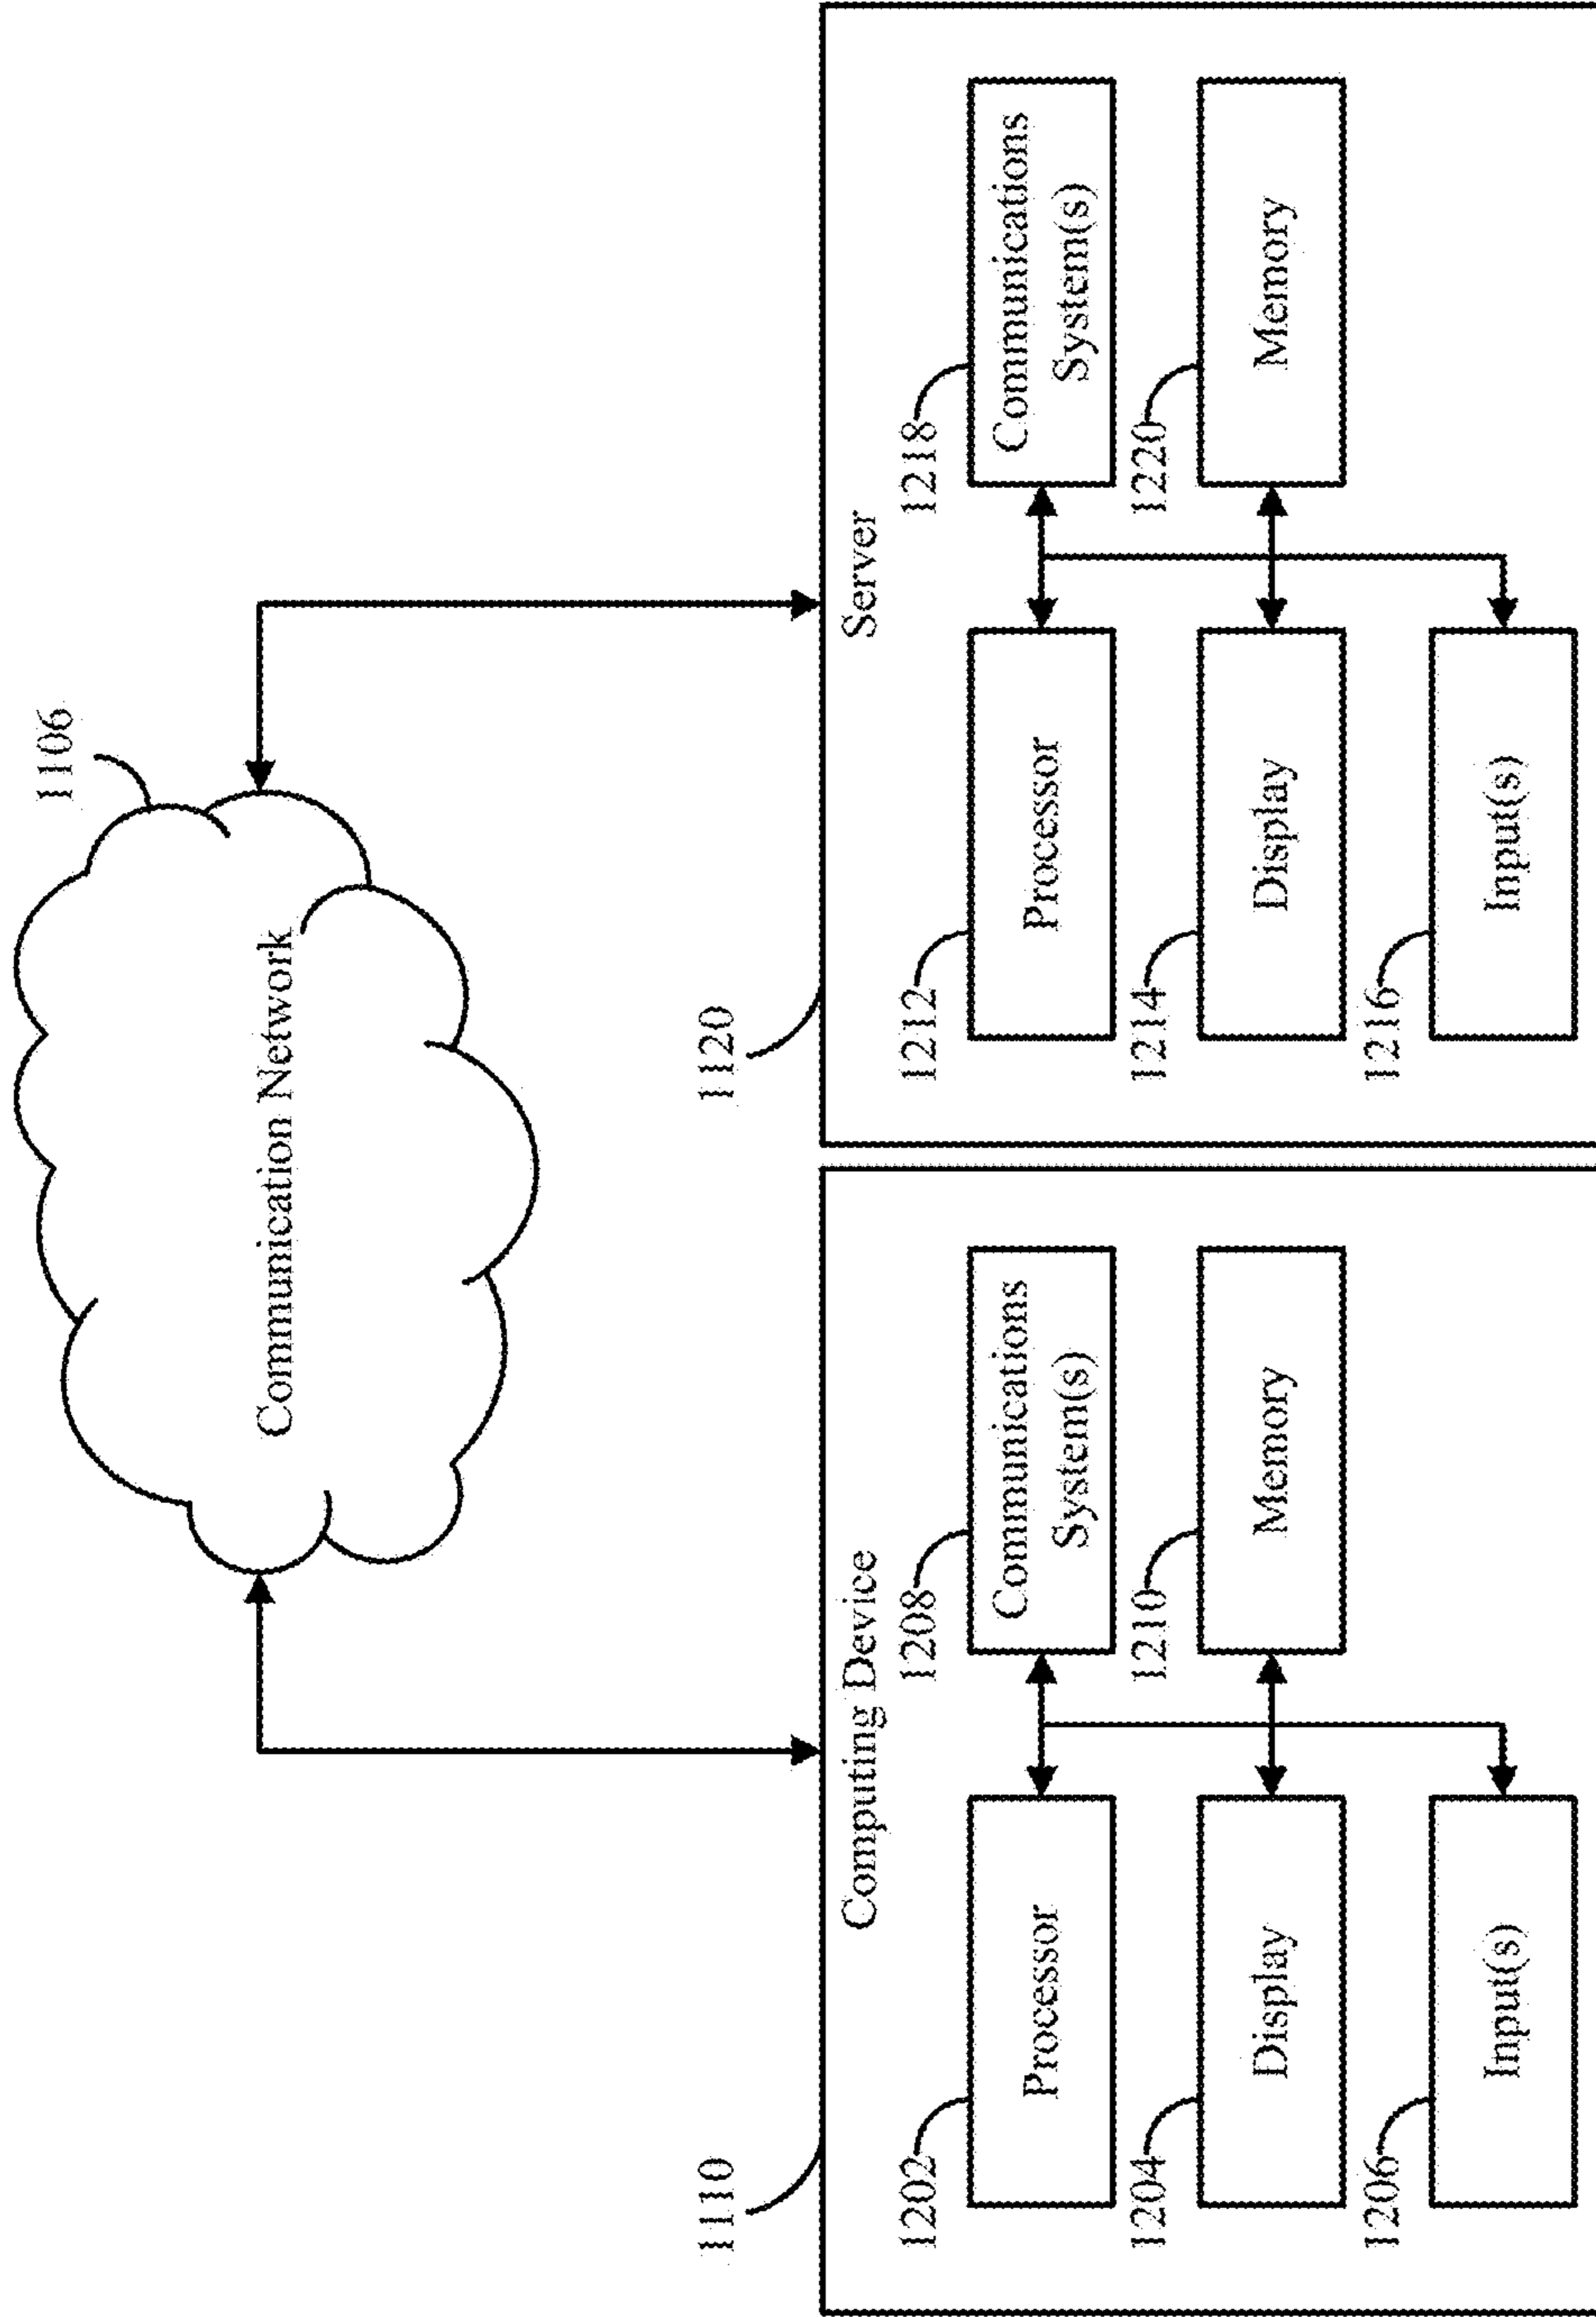 1106
Communication Network
1110
Computing Device
1202
Processor
1208
Communications
System(s)
1204
Display
1210
Memory
1206
Input(s)
1120
Server
1212
Processor
1218
Communications
System(s)
1214
Display
1220
Memory
1216
Input(s)